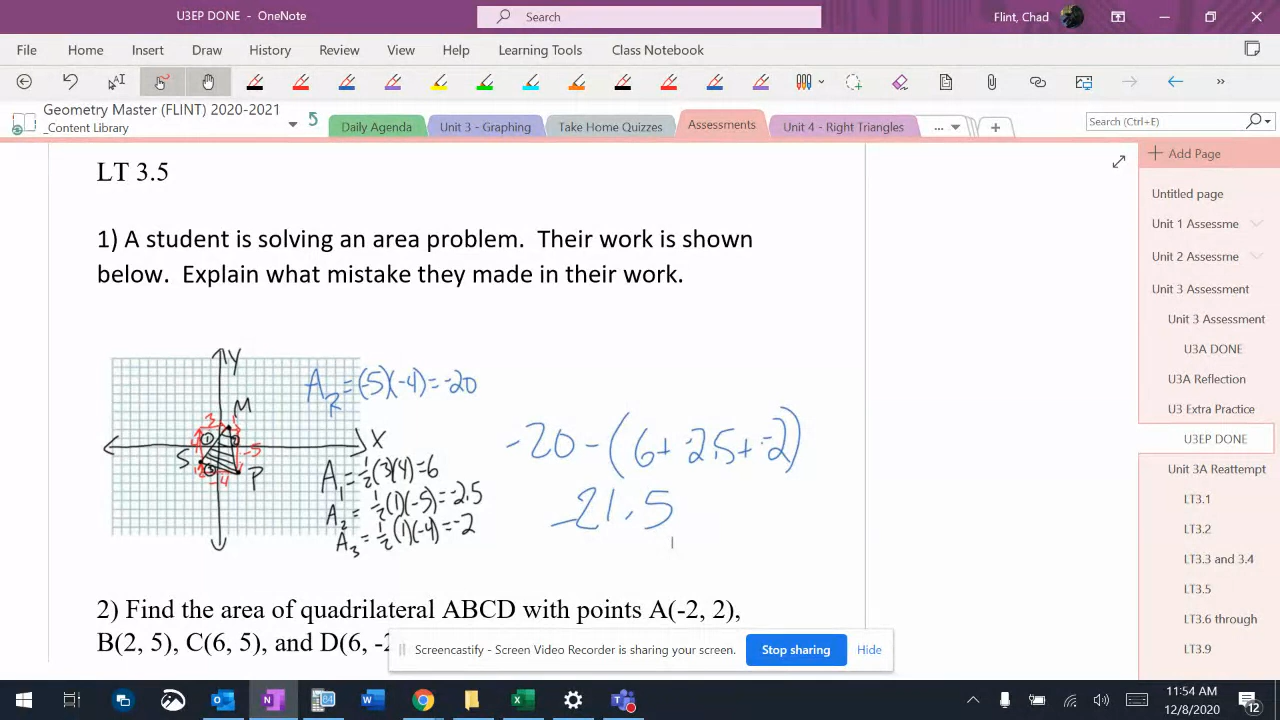 U3EP DONE - OneNote
Search
Flint, Chad
File Home Insert Draw History Review View Help Learning Tools Class Notebook
Geometry Master (FLINT) 2020-2021
_Content Library
Daily Agenda
Unit 3 - Graphing
Take Home Quizzes
Assessments
Unit 4 - Right Triangles
...
Search (Ctrl+E)
LT 3.5
1) A student is solving an area problem. Their work is shown
below. Explain what mistake they made in their work.
Y
M
X
S
P
3
1
-5
-4
A_R = (-5)(-4) = -20
A₁ = ½(3)(4) = 6
A₂ = ½(1)(-5) = -2.5
A₃ = ½(1)(-4) = -2
-20 - (6 + -2.5 + -2)
-21.5
2) Find the area of quadrilateral ABCD with points A(-2, 2),
B(2, 5), C(6, 5), and D(6, -2
Screencastify - Screen Video Recorder is sharing your screen.
Stop sharing
Hide
Add Page
Untitled page
Unit 1 Assessme
Unit 2 Assessme
Unit 3 Assessment
Unit 3 Assessment
U3A DONE
U3A Reflection
U3 Extra Practice
U3EP DONE
Unit 3A Reattempt
LT3.1
LT3.2
LT3.3 and 3.4
LT3.5
LT3.6 through
LT3.9
11:54 AM
12/8/2020
12